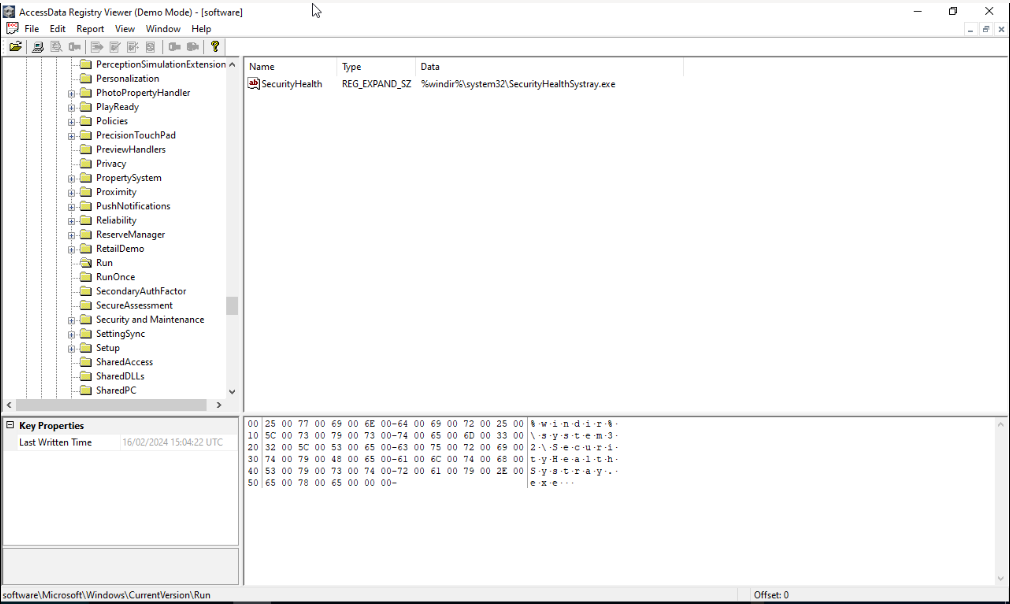 AccessData Registry Viewer (Demo Mode) - [software]
File Edit Report View Window Help
PerceptionSimulationExtension
Personalization
PhotoPropertyHandler
PlayReady
Policies
PrecisionTouchPad
PreviewHandlers
Privacy
PropertySystem
Proximity
PushNotifications
Reliability
ReserveManager
RetailDemo
Run
RunOnce
SecondaryAuthFactor
SecureAssessment
Security and Maintenance
SettingSync
Setup
SharedAccess
SharedDLLs
SharedPC
Name Type Data
SecurityHealth REG_EXPAND_SZ %windir%\system32\SecurityHealthSystray.exe
Key Properties
Last Written Time 16/02/2024 15:04:22 UTC
00 25 00 77 00 69 00 6E 00-64 00 69 00 72 00 25 00 %·w·i·n·d·i·r·%·
10 5C 00 73 00 79 00 73 00-74 00 65 00 6D 00 33 00 \·s·y·s·t·e·m·3·
20 32 00 5C 00 53 00 65 00-63 00 75 00 72 00 69 00 2·\·S·e·c·u·r·i·
30 74 00 79 00 48 00 65 00-61 00 6C 00 74 00 68 00 t·y·H·e·a·l·t·h·
40 53 00 79 00 73 00 74 00-72 00 61 00 79 00 2E 00 S·y·s·t·r·a·y·.·
50 65 00 78 00 65 00 00 00- e·x·e···
software\Microsoft\Windows\CurrentVersion\Run Offset: 0